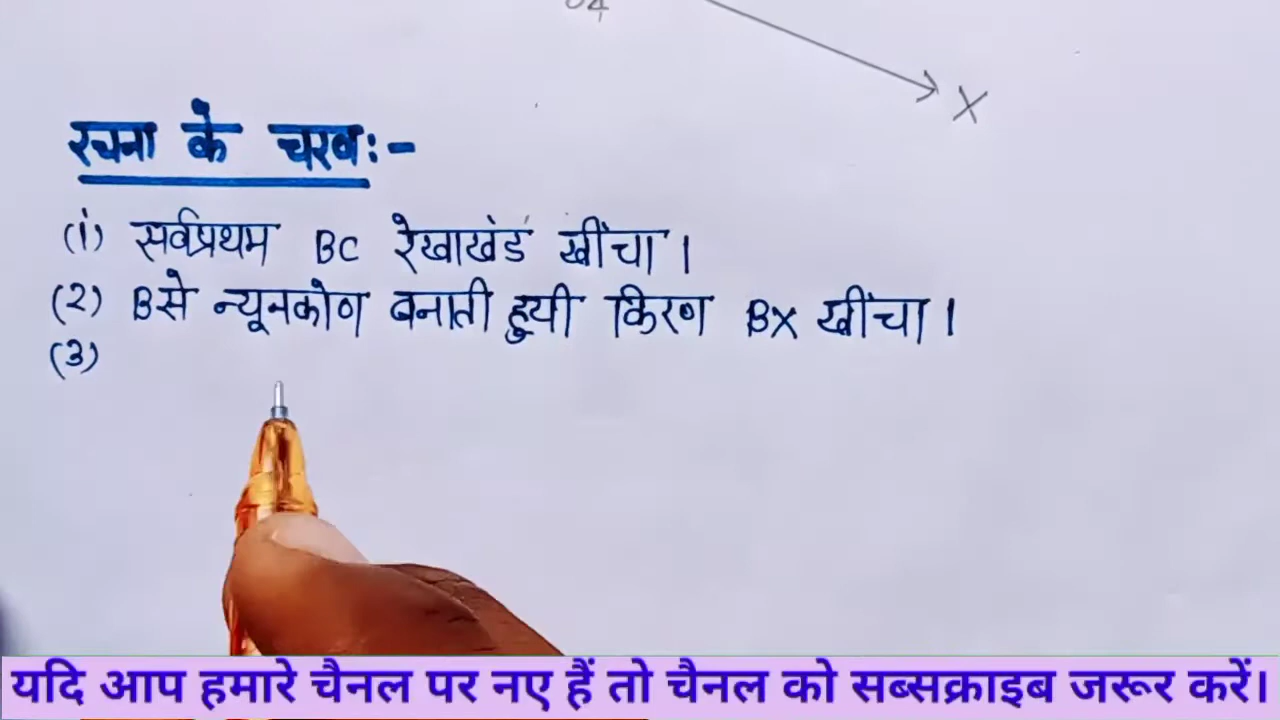 B4
X
रचना के चरण:-
(i) सर्वप्रथम BC रेखाखंड खींचा।
(2) B से न्यूनकोण बनाती हुयी किरण BX खींचा।
(3)
यदि आप हमारे चैनल पर नए हैं तो चैनल को सब्सक्राइब जरूर करें।